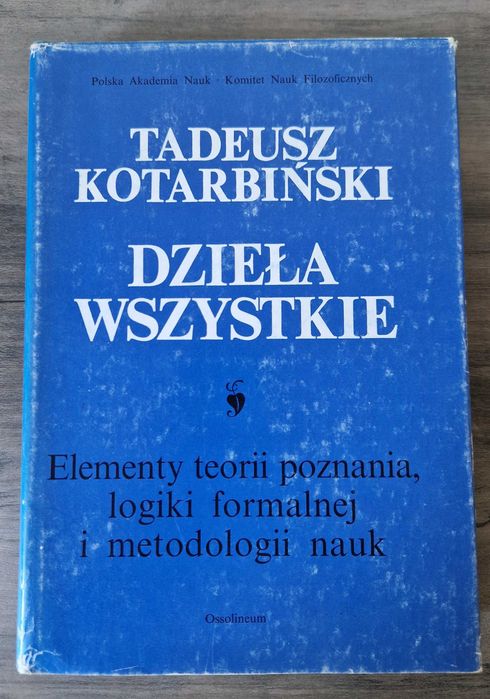 Polska Akademia Nauk · Komitet Nauk Filozoficznych
TADEUSZ
KOTARBIŃSKI
DZIEŁA
WSZYSTKIE
Elementy teorii poznania,
logiki formalnej
i metodologii nauk
Ossolineum